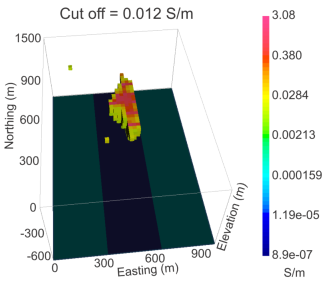 Cut off = 0.012 S/m
3.08
1500
0.380
900
0.0284
600
0.00213
300
0.000159
0
1.19e-05
-300
-600
8.9e-07
0
300
600
900
S/m
Northing (m)
Easting (m)
Elevation (m)